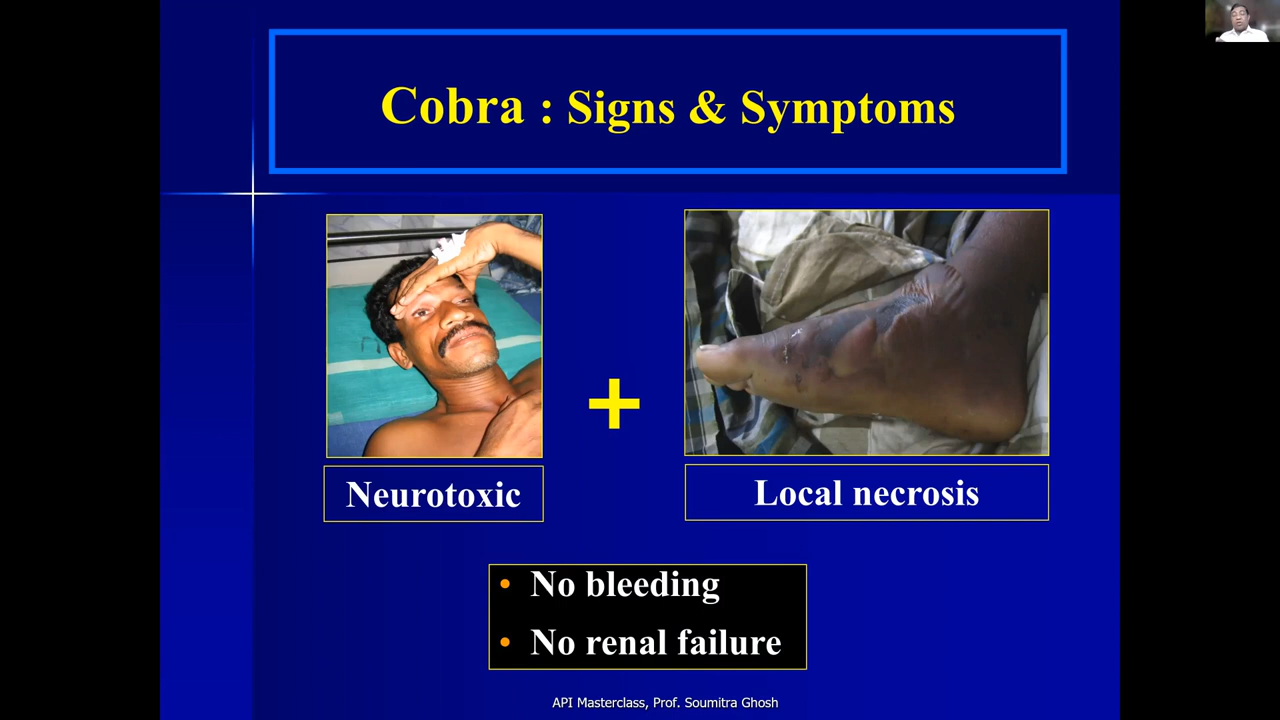 Cobra : Signs & Symptoms
Neurotoxic
Local necrosis
• No bleeding
• No renal failure
API Masterclass, Prof. Soumitra Ghosh